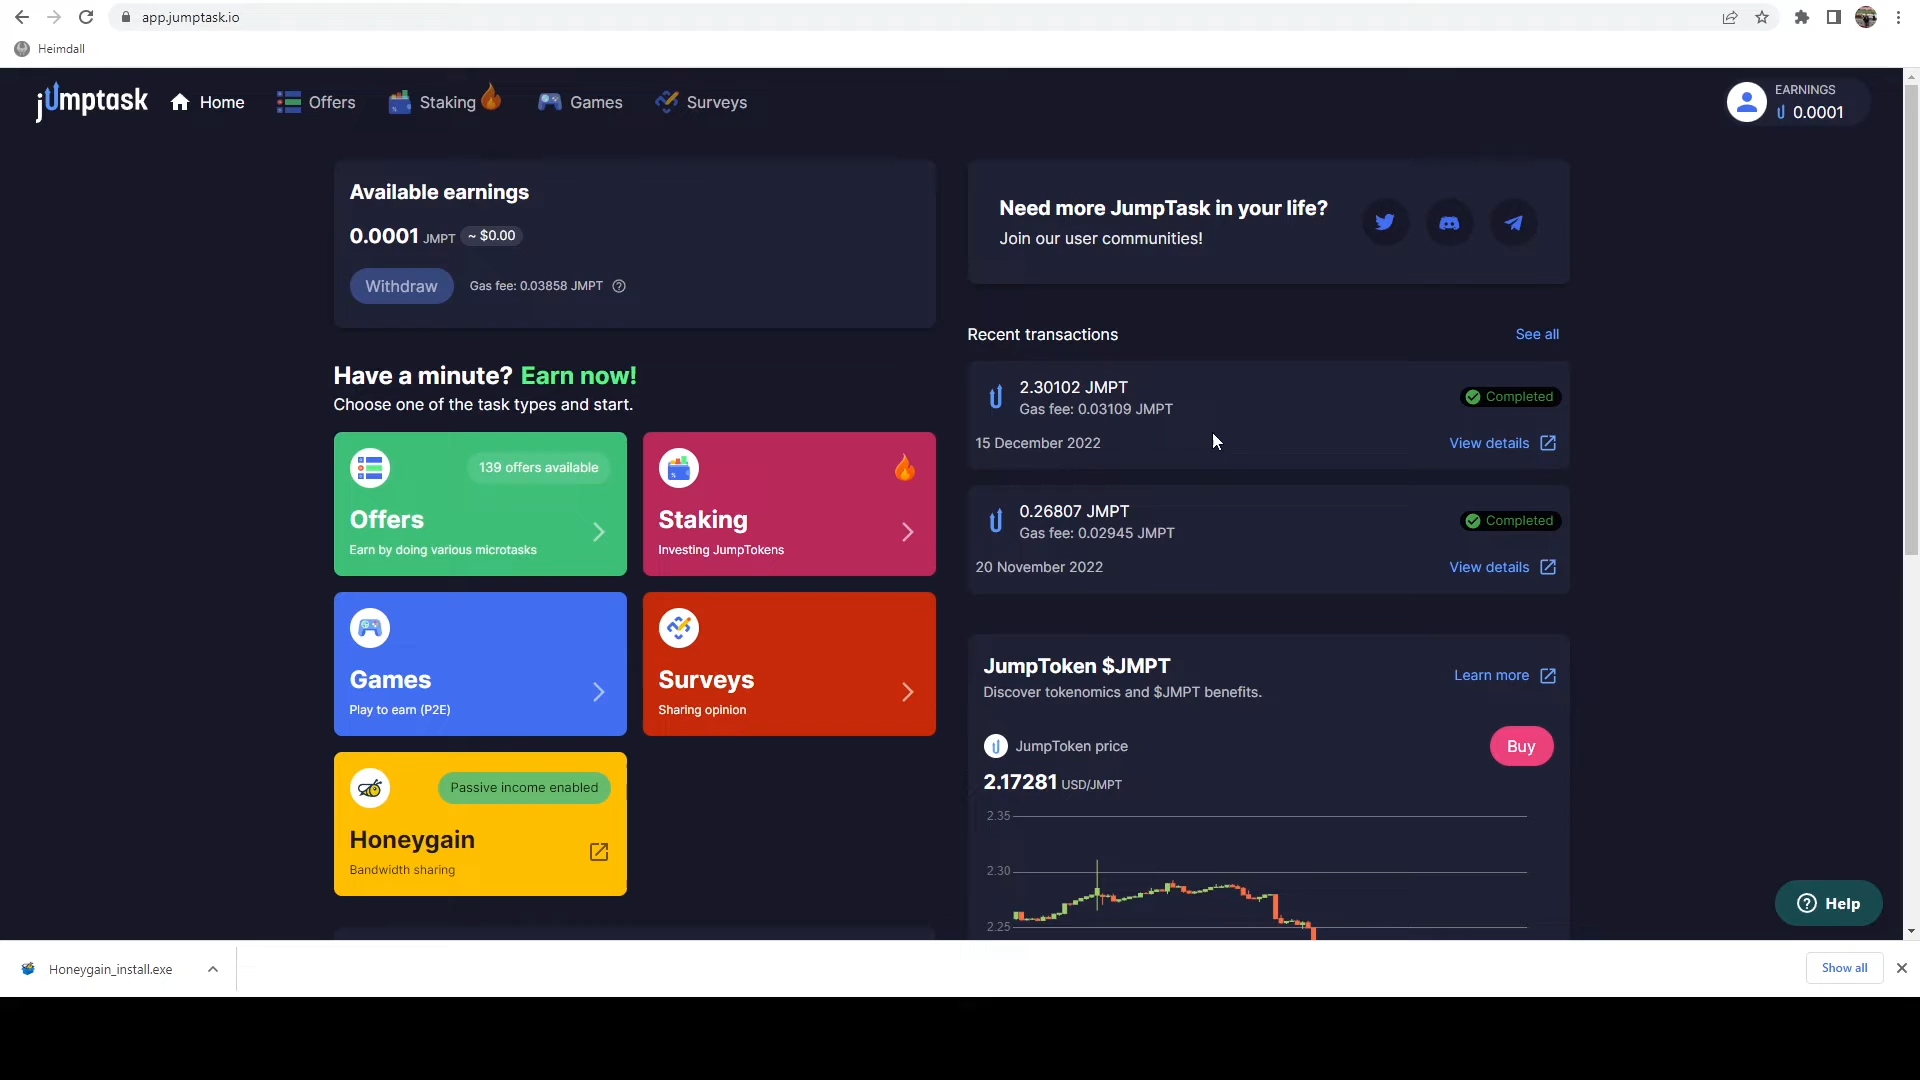 app.jumptask.io
Heimdall
jumptask
Home
Offers
Staking
Games
Surveys
EARNINGS
0.0001
Available earnings
0.0001 JMPT ~ $0.00
Withdraw
Gas fee: 0.03858 JMPT
Need more JumpTask in your life?
Join our user communities!
Recent transactions
See all
2.30102 JMPT
Gas fee: 0.03109 JMPT
Completed
15 December 2022
View details
0.26807 JMPT
Gas fee: 0.02945 JMPT
Completed
20 November 2022
View details
Have a minute? Earn now!
Choose one of the task types and start.
139 offers available
Offers
Earn by doing various microtasks
Staking
Investing JumpTokens
Games
Play to earn (P2E)
Surveys
Sharing opinion
Passive income enabled
Honeygain
Bandwidth sharing
JumpToken $JMPT
Learn more
Discover tokenomics and $JMPT benefits.
JumpToken price
Buy
2.17281 USD/JMPT
2.35
2.30
2.25
Help
Honeygain_install.exe
Show all